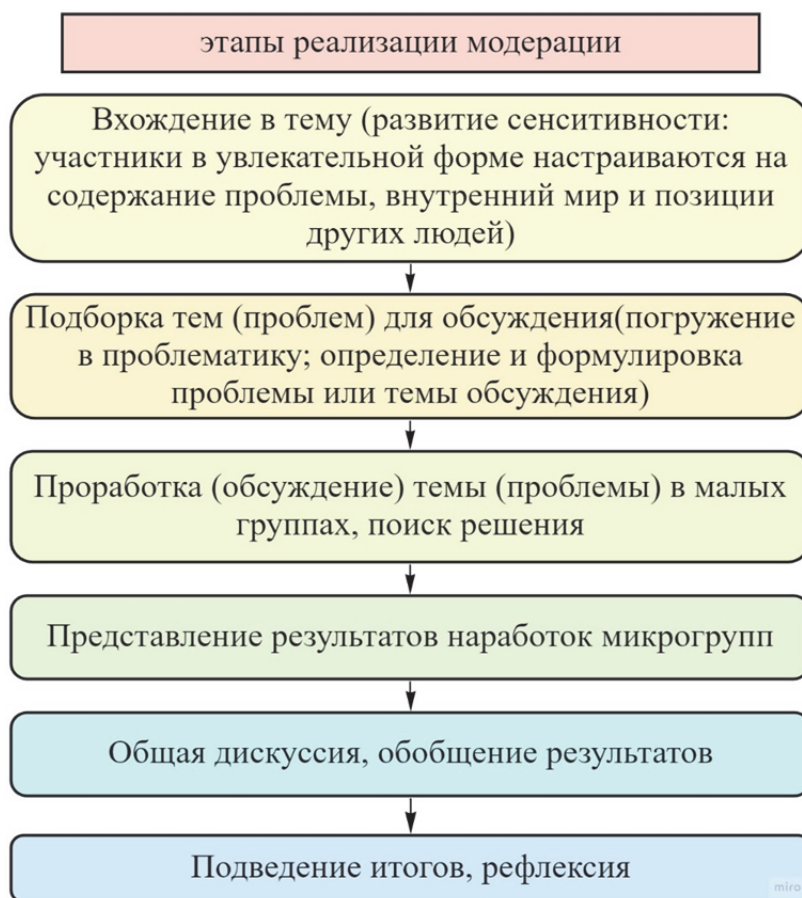 этапы реализации модерации
Вхождение в тему (развитие сенситивности:
участники в увлекательной форме настраиваются на
содержание проблемы, внутренний мир и позиции
других людей)
Подборка тем (проблем) для обсуждения(погружение
в проблематику; определение и формулировка
проблемы или темы обсуждения)
Проработка (обсуждение) темы (проблемы) в малых
группах, поиск решения
Представление результатов наработок микрогрупп
Общая дискуссия, обобщение результатов
Подведение итогов, рефлексия
miro